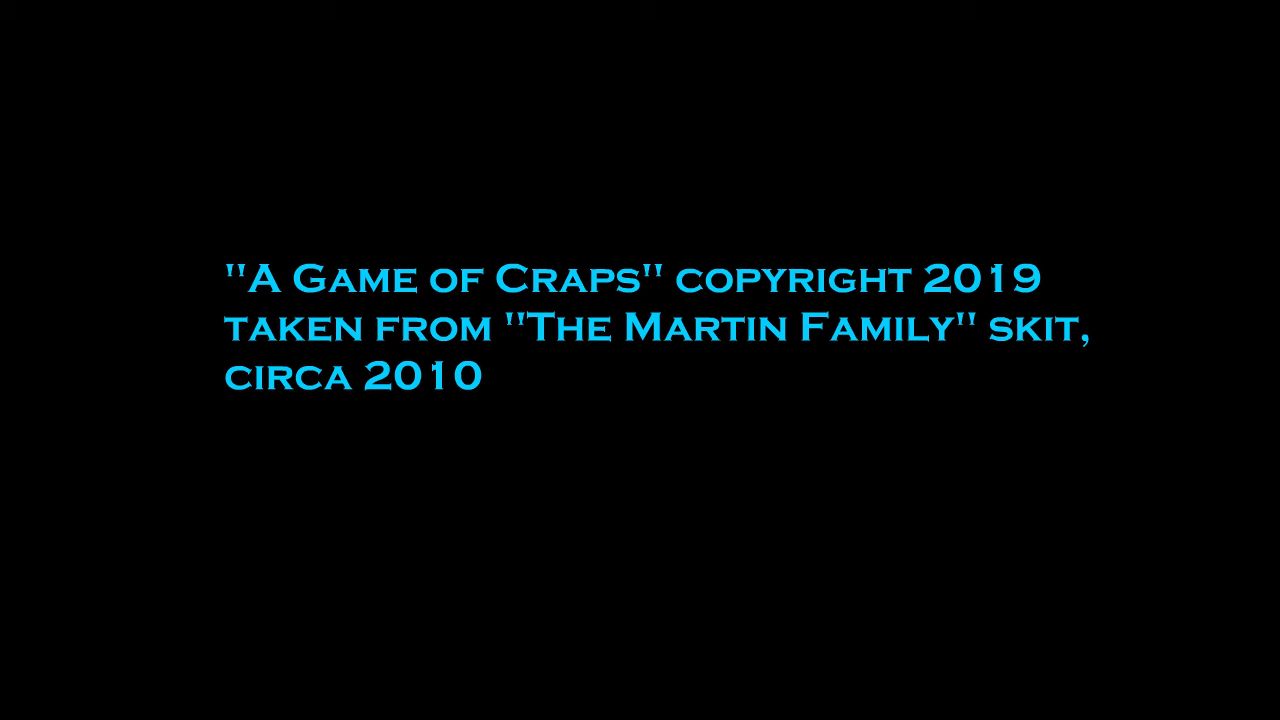 "A Game of Craps" copyright 2019
taken from "The Martin Family" skit,
circa 2010